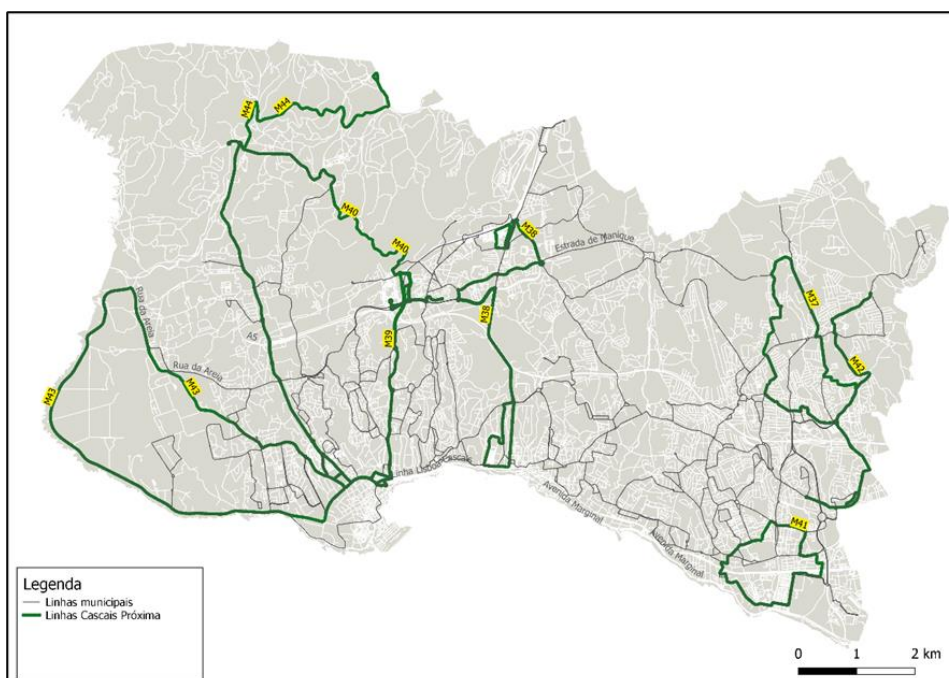 M44
M44
M40
M40
M38
Estrada de Manique
M37
M38
M39
Rua da Areia
A5
Rua da Areia
M43
M43
M42
Linha Lisboa Cascais
Avenida Marginal
Avenida Marginal
M41
Legenda
Linhas municipais
Linhas Cascais Próxima
0 1 2 km